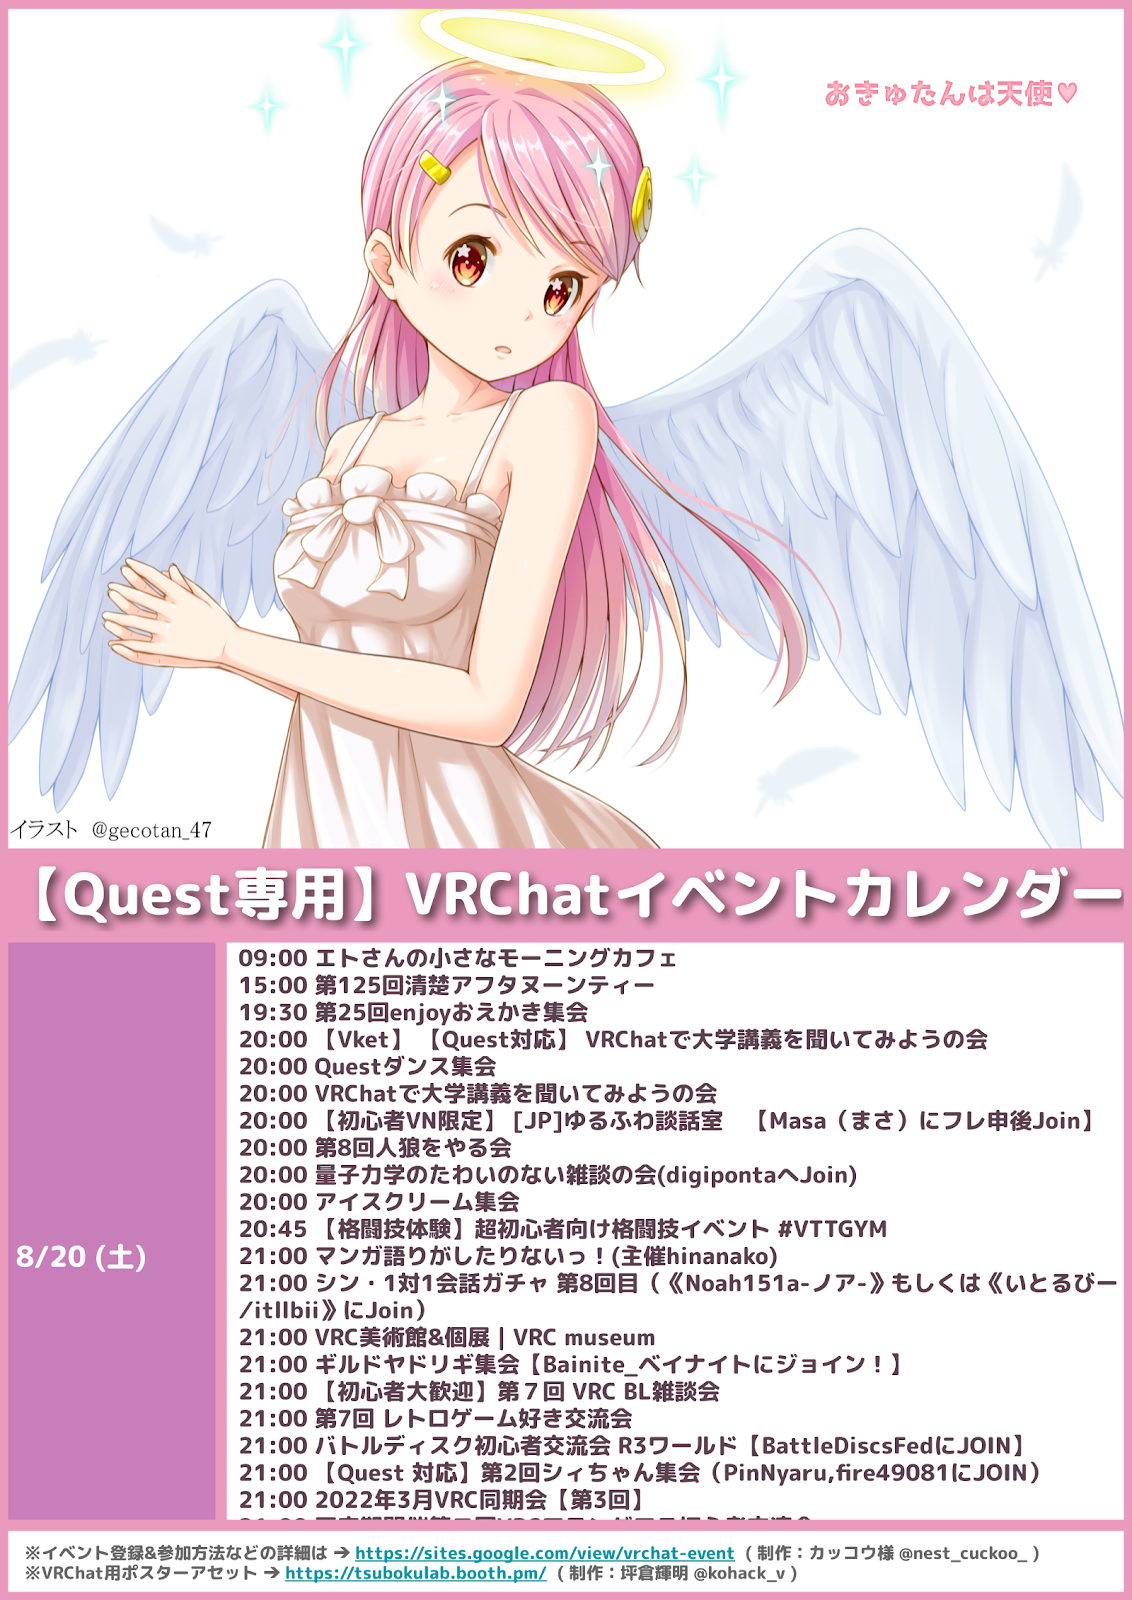 おきゅたんは天使♥
イラスト @gecotan_47
【Quest専用】VRChatイベントカレンダー
8/20 (土)
09:00 エトさんの小さなモーニングカフェ
15:00 第125回清楚アフタヌーンティー
19:30 第25回enjoyおえかき集会
20:00 【Vket】 【Quest対応】 VRChatで大学講義を聞いてみようの会
20:00 Questダンス集会
20:00 VRChatで大学講義を聞いてみようの会
20:00 【初心者VN限定】 [JP]ゆるふわ談話室　【Masa（まさ）にフレ申後Join】
20:00 第8回人狼をやる会
20:00 量子力学のたわいのない雑談の会(digipontaへJoin)
20:00 アイスクリーム集会
20:45 【格闘技体験】超初心者向け格闘技イベント #VTTGYM
21:00 マンガ語りがしたりないっ！(主催hinanako)
21:00 シン・1対1会話ガチャ 第8回目（《Noah151a-ノア-》もしくは《いとるびー
/itllbii》にJoin）
21:00 VRC美術館&個展 | VRC museum
21:00 ギルドヤドリギ集会【Bainite_ベイナイトにジョイン！】
21:00 【初心者大歓迎】第７回 VRC BL雑談会
21:00 第7回 レトロゲーム好き交流会
21:00 バトルディスク初心者交流会 R3ワールド【BattleDiscsFedにJOIN】
21:00 【Quest 対応】第2回シィちゃん集会（PinNyaru,fire49081にJOIN）
21:00 2022年3月VRC同期会【第3回】
※イベント登録&参加方法などの詳細は ➔ https://sites.google.com/view/vrchat-event （ 制作：カッコウ様 @nest_cuckoo_ ）
※VRChat用ポスターアセット ➔ https://tsubokulab.booth.pm/ （ 制作：坪倉輝明 @kohack_v ）